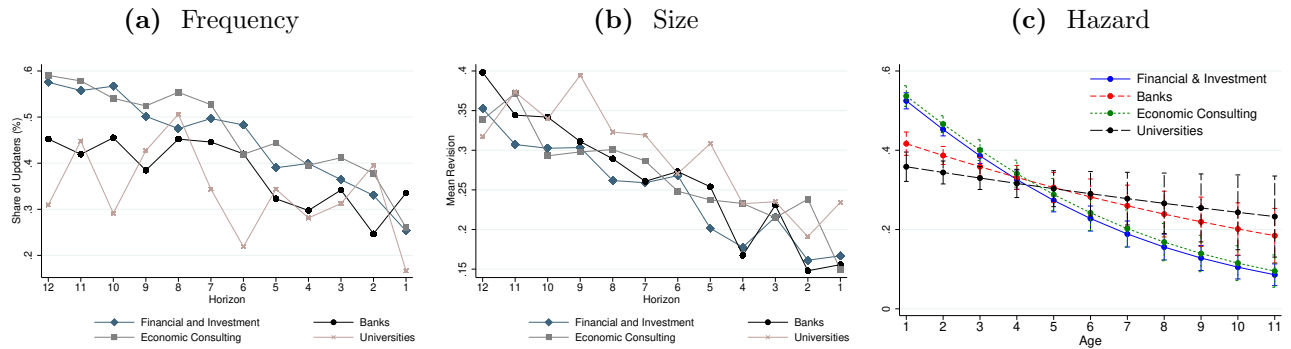 (a) Frequency
Share of Updaters (%)
.6
.5
.4
.3
.2
12 11 10 9 8 7 6 5 4 3 2 1
Horizon
Financial and Investment
Banks
Economic Consulting
Universities
(b) Size
Mean Revision
.4
.35
.3
.25
.2
.15
12 11 10 9 8 7 6 5 4 3 2 1
Horizon
Financial and Investment
Banks
Economic Consulting
Universities
(c) Hazard
.6
.4
.2
0
1 2 3 4 5 6 7 8 9 10 11
Age
Financial & Investment
Banks
Economic Consulting
Universities